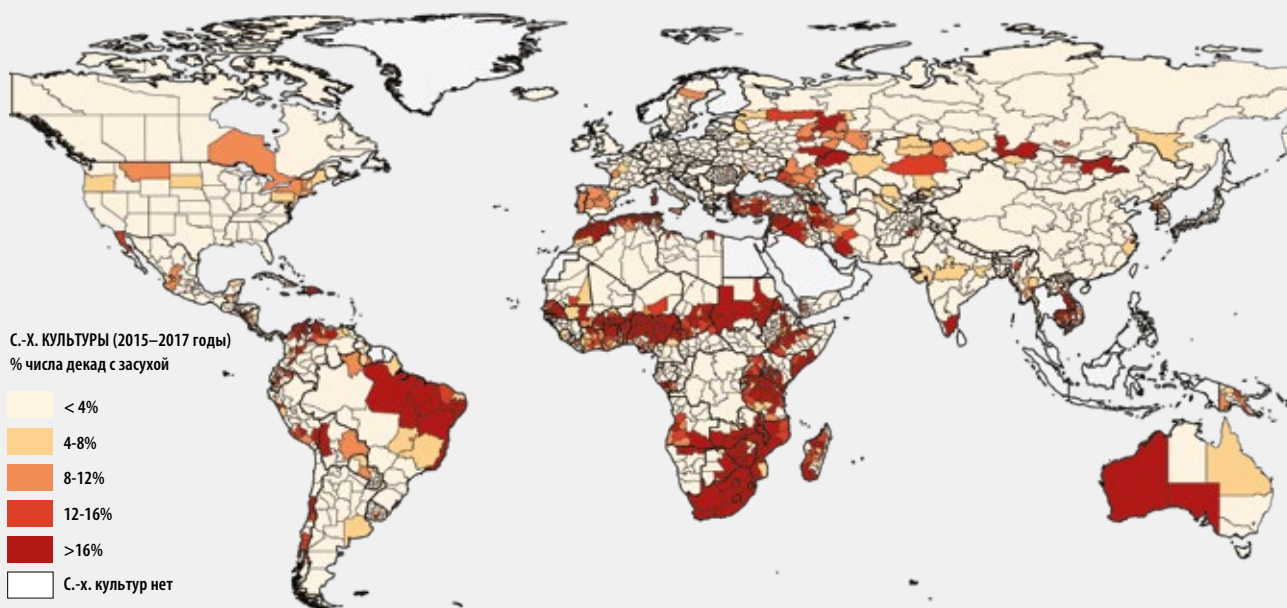 С.-Х. КУЛЬТУРЫ (2015–2017 годы)
% числа декад с засухой
< 4%
4-8%
8-12%
12-16%
>16%
С.-х. культур нет